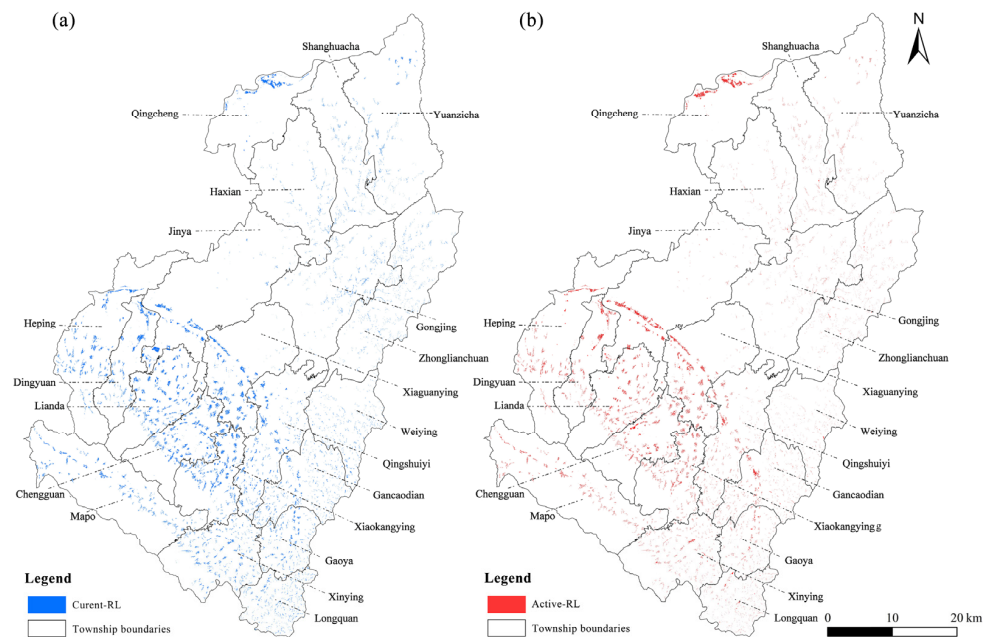 (a)
Shanghuacha
Qingcheng
Yuanzicha
Haxian
Jinya
Heping
Gongjing
Zhonglianchuan
Dingyuan
Xiaguanying
Lianda
Weiying
Qingshuiyi
Chengguan
Gancaodian
Mapo
Xiaokangying
Gaoya
Xinying
Longquan
Legend
Curent-RL
Township boundaries
(b)
N
Shanghuacha
Qingcheng
Yuanzicha
Haxian
Jinya
Heping
Gongjing
Zhonglianchuan
Dingyuan
Xiaguanying
Lianda
Weiying
Qingshuiyi
Chengguan
Gancaodian
Mapo
Xiaokangying g
Gaoya
Xinying
Longquan
Legend
Active-RL
Township boundaries
0 10 20 km